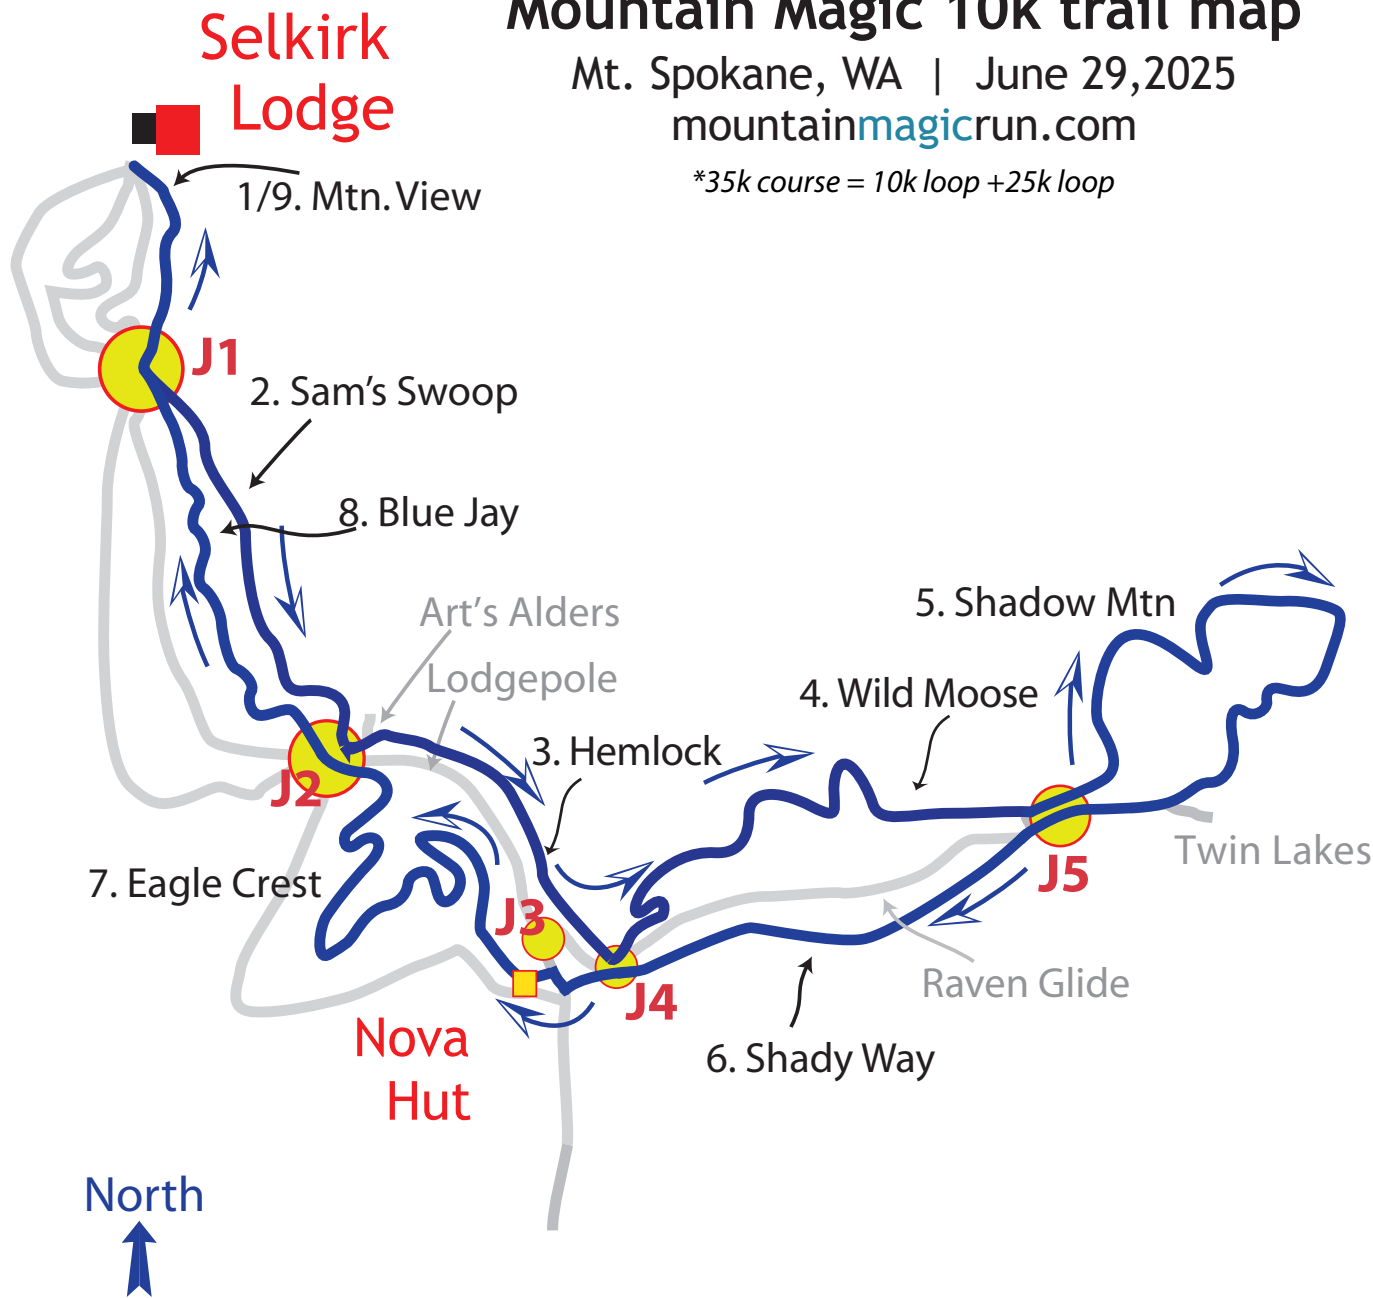 Mountain Magic 10k trail map
Mt. Spokane, WA | June 29,2025
mountainmagicrun.com
*35k course = 10k loop +25k loop
Selkirk
Lodge
1/9. Mtn. View
J1
2. Sam's Swoop
8. Blue Jay
Art's Alders
Lodgepole
5. Shadow Mtn
4. Wild Moose
3. Hemlock
J2
Twin Lakes
J5
7. Eagle Crest
J3
Raven Glide
J4
Nova
Hut
6. Shady Way
North